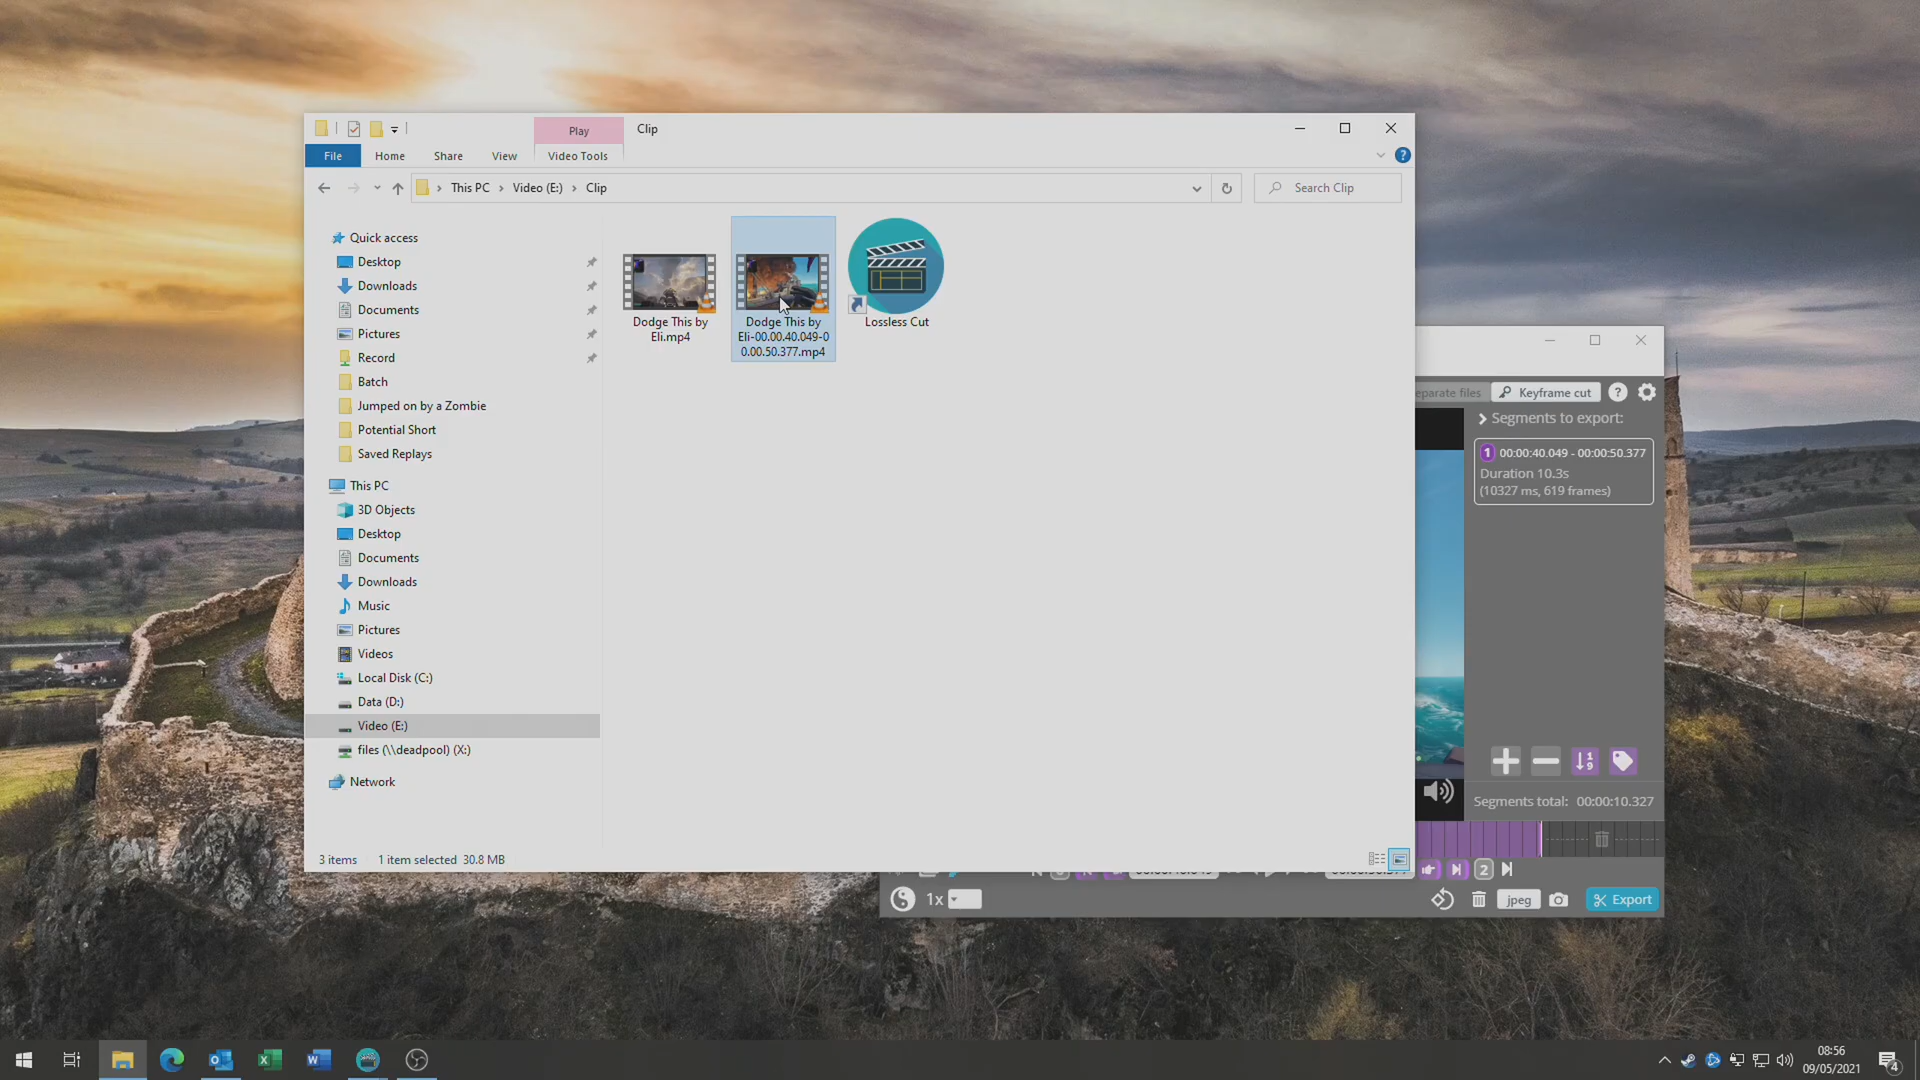 Play
Clip
File
Home
Share
View
Video Tools
This PC
Video (E:)
Clip
Search Clip
Quick access
Desktop
Downloads
Documents
Pictures
Record
Batch
Jumped on by a Zombie
Potential Short
Saved Replays
This PC
3D Objects
Desktop
Documents
Downloads
Music
Pictures
Videos
Local Disk (C:)
Data (D:)
Video (E:)
files (\\deadpool) (X:)
Network
Dodge This by
Eli.mp4
Dodge This by
Eli-00.00.40.049-0
0.00.50.377.mp4
Lossless Cut
3 items
1 item selected 30.8 MB
eparate files
Keyframe cut
?
Segments to export:
1 00:00:40.049 - 00:00:50.377
Duration 10.3s
(10327 ms, 619 frames)
Segments total: 00:00:10.327
2
1x
jpeg
Export
08:56
09/05/2021
4